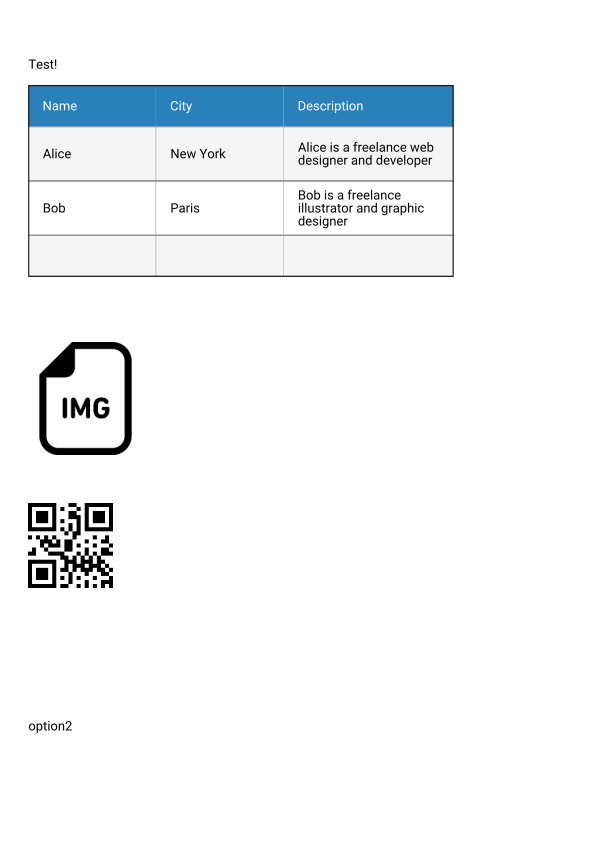 Test!
Name City Description
Alice New York Alice is a freelance web
designer and developer
Bob Paris Bob is a freelance
illustrator and graphic
designer
IMG
option2